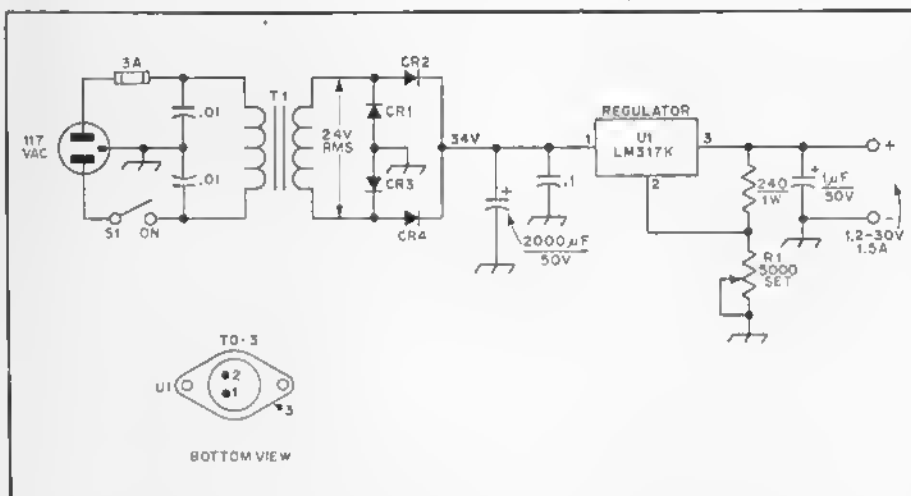 3A
.01
117
VAC
.01
S1 ON
T1
24V
RMS
CR2
CR1
CR3
CR4
34V
2000µF
50V
.1
REGULATOR
1 U1 3
LM317K
2
240
1W
1µF
50V
+
+
+
-
1.2-30V
1.5A
R1
5000
SET
TO-3
U1
2
1
3
BOTTOM VIEW